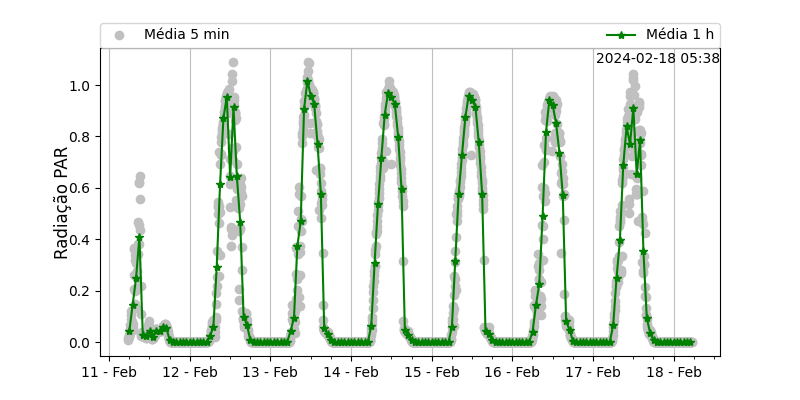 Média 5 min
Média 1 h
2024-02-18 05:38
Radiação PAR
1.0
0.8
0.6
0.4
0.2
0.0
11 - Feb
12 - Feb
13 - Feb
14 - Feb
15 - Feb
16 - Feb
17 - Feb
18 - Feb